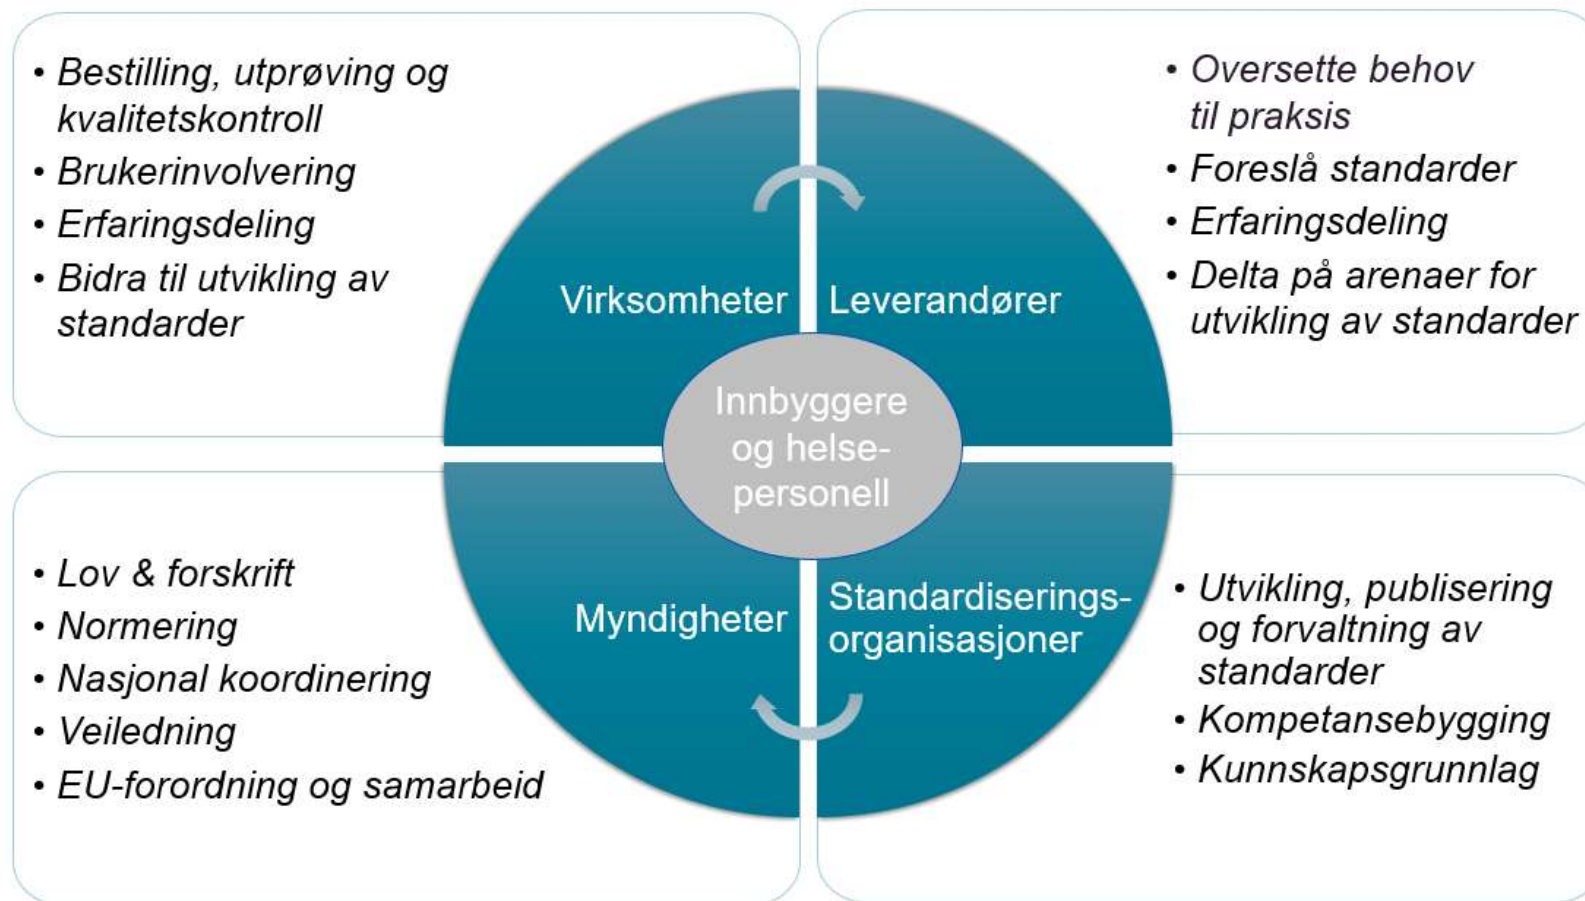 • Bestilling, utprøving og
kvalitetskontroll
• Brukerinvolvering
• Erfaringsdeling
• Bidra til utvikling av
standarder
• Oversette behov
til praksis
• Foreslå standarder
• Erfaringsdeling
• Delta på arenaer for
utvikling av standarder
Virksomheter
Leverandører
Innbyggere
og helse-
personell
Myndigheter
Standardiserings-
organisasjoner
• Lov & forskrift
• Normering
• Nasjonal koordinering
• Veiledning
• EU-forordning og samarbeid
• Utvikling, publisering
og forvaltning av
standarder
• Kompetansebygging
• Kunnskapsgrunnlag